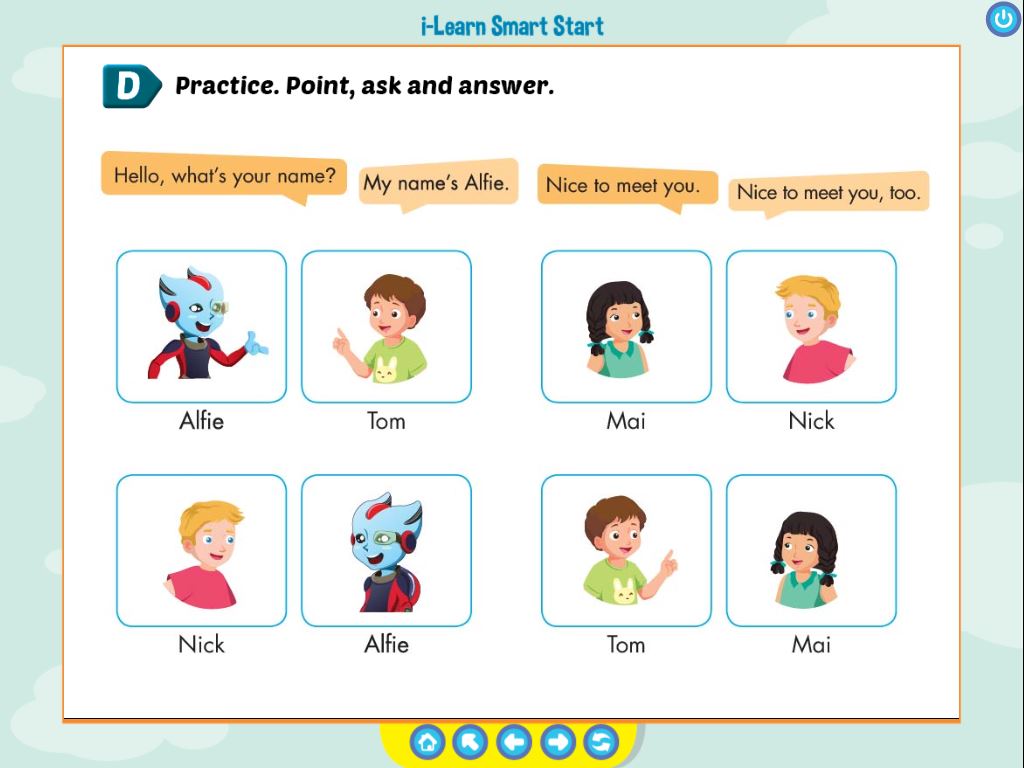 i-Learn Smart Start
D Practice. Point, ask and answer.
Hello, what's your name?
My name's Alfie.
Nice to meet you.
Nice to meet you, too.
Alfie
Tom
Mai
Nick
Nick
Alfie
Tom
Mai